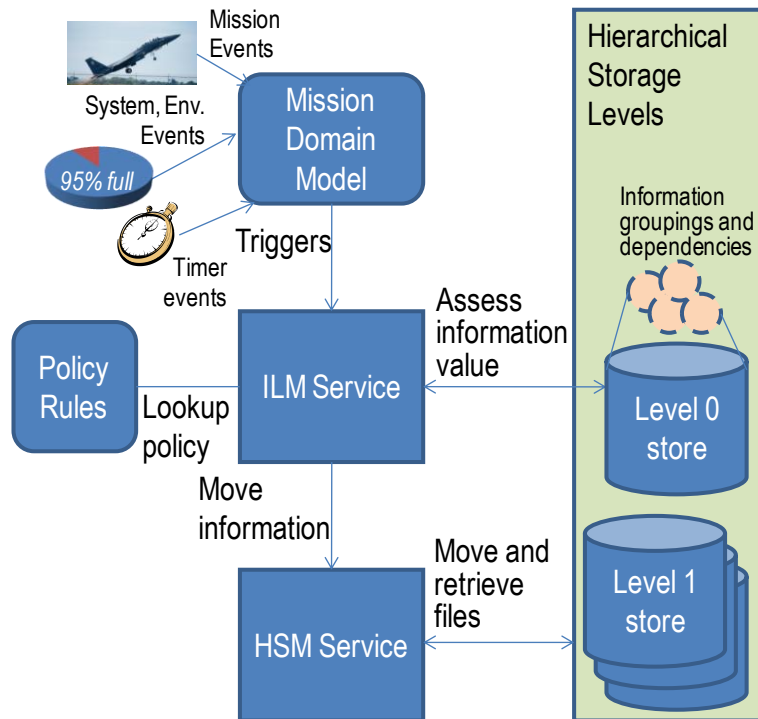 Mission
Events
System, Env.
Events
95% full
Timer
events
Mission
Domain
Model
Triggers
Policy
Rules
Lookup
policy
ILM Service
Assess
information
value
Move
information
HSM Service
Move and
retrieve
files
Hierarchical
Storage
Levels
Information
groupings and
dependencies
Level 0
store
Level 1
store